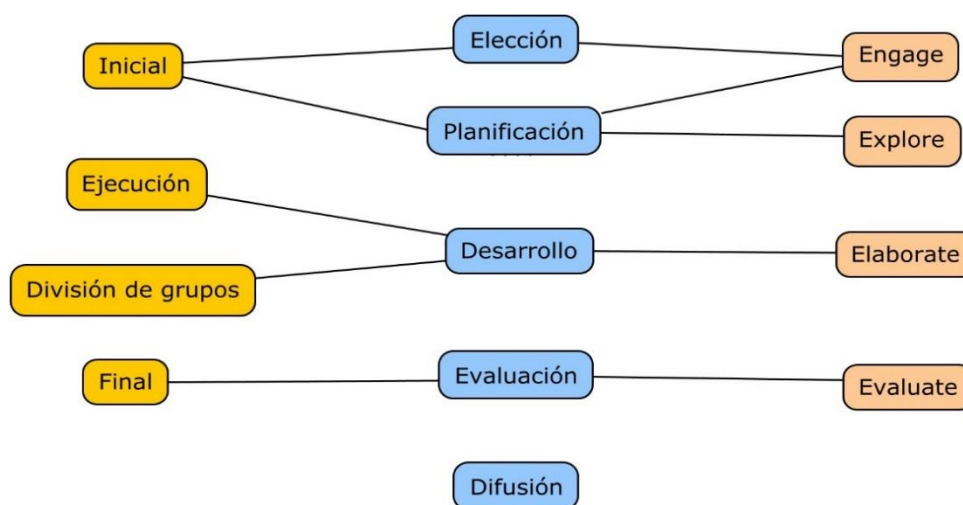 Inicial
Elección
Engage
Planificación
Explore
Ejecución
Desarrollo
Elaborate
División de grupos
Final
Evaluación
Evaluate
Difusión